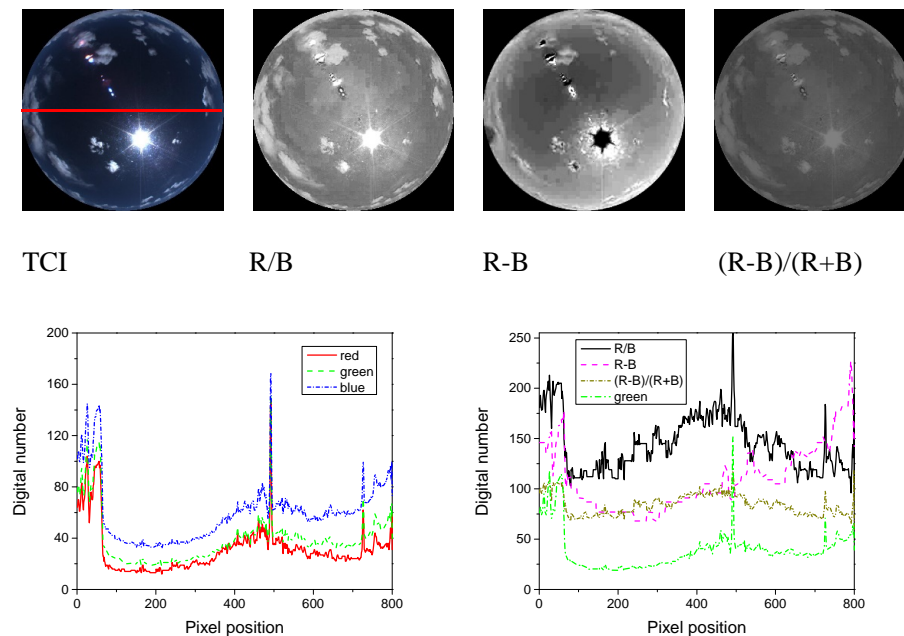 TCI R/B R-B (R-B)/(R+B)
200
160
120
80
40
0
0 200 400 600 800
Digital number
Pixel position
red
green
blue
250
200
150
100
50
0
0 200 400 600 800
Digital number
Pixel position
R/B
R-B
(R-B)/(R+B)
green